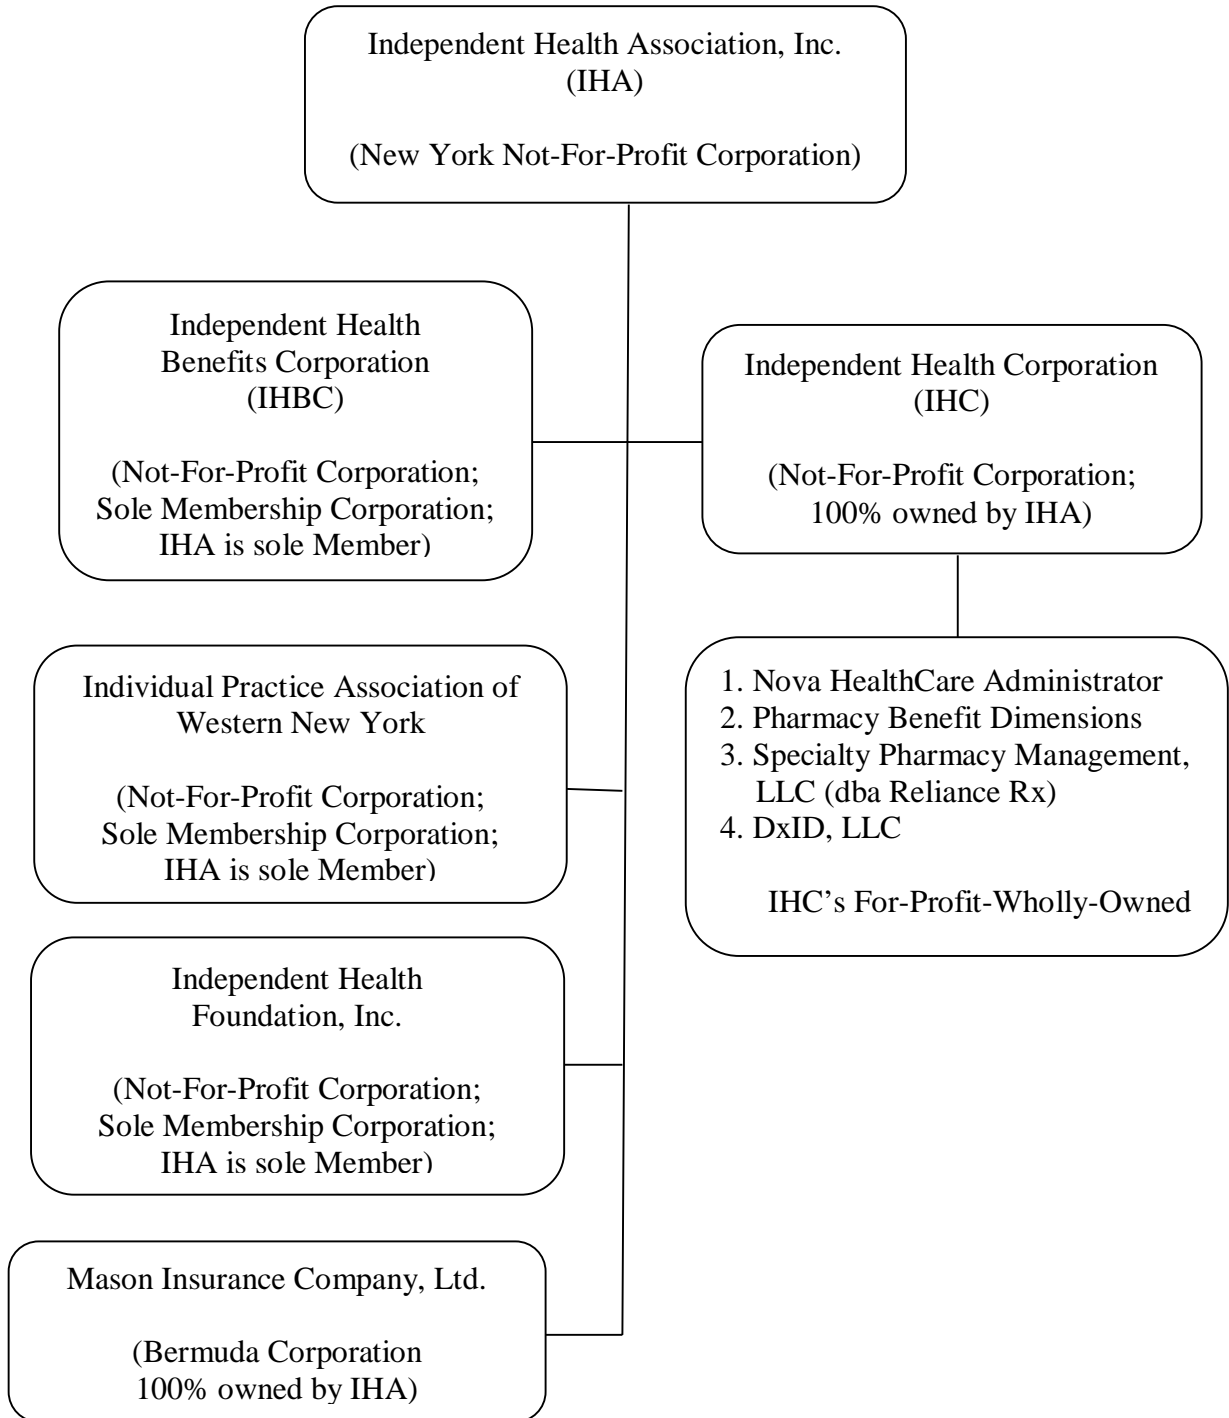 Independent Health Association, Inc.
(IHA)
(New York Not-For-Profit Corporation)
Independent Health
Benefits Corporation
(IHBC)
(Not-For-Profit Corporation;
Sole Membership Corporation;
IHA is sole Member)
Independent Health Corporation
(IHC)
(Not-For-Profit Corporation;
100% owned by IHA)
Individual Practice Association of
Western New York
(Not-For-Profit Corporation;
Sole Membership Corporation;
IHA is sole Member)
1. Nova HealthCare Administrator
2. Pharmacy Benefit Dimensions
3. Specialty Pharmacy Management,
LLC (dba Reliance Rx)
4. DxID, LLC
IHC’s For-Profit-Wholly-Owned
Independent Health
Foundation, Inc.
(Not-For-Profit Corporation;
Sole Membership Corporation;
IHA is sole Member)
Mason Insurance Company, Ltd.
(Bermuda Corporation
100% owned by IHA)